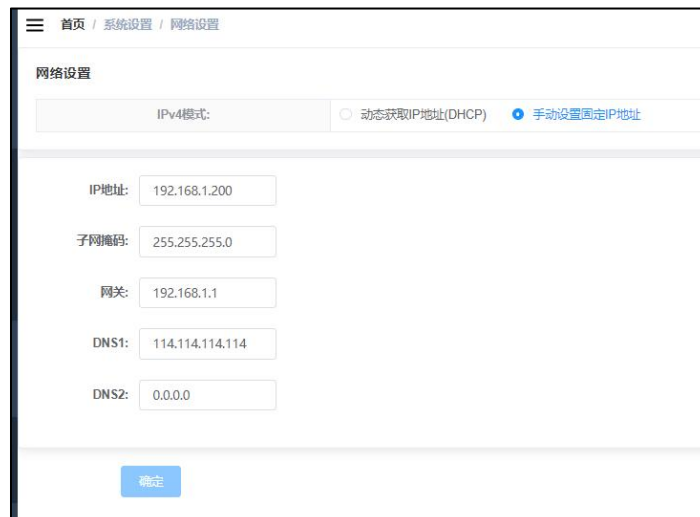 首页 / 系统设置 / 网络设置
网络设置
IPv4模式: 动态获取IP地址(DHCP) 手动设置固定IP地址
IP地址: 192.168.1.200
子网掩码: 255.255.255.0
网关: 192.168.1.1
DNS1: 114.114.114.114
DNS2: 0.0.0.0
确定